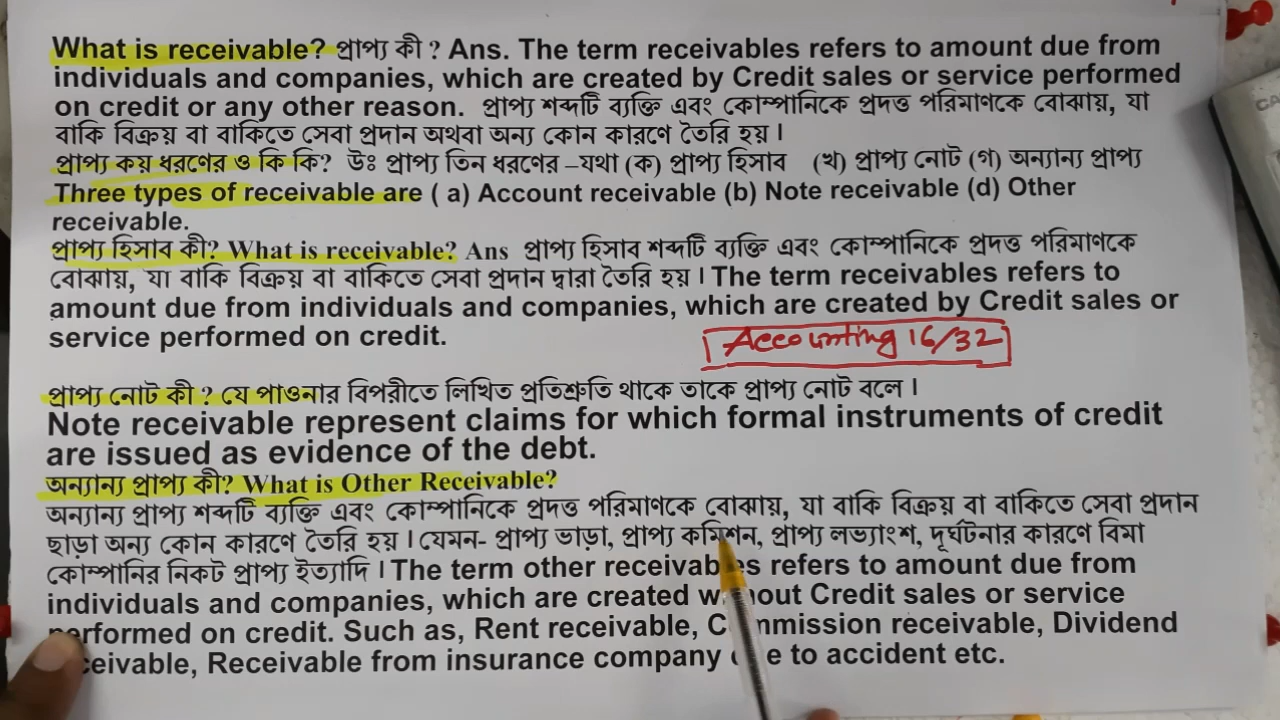 What is receivable? প্রাপ্য কী ? Ans. The term receivables refers to amount due from
individuals and companies, which are created by Credit sales or service performed
on credit or any other reason. প্রাপ্য শব্দটি ব্যক্তি এবং কোম্পানিকে প্রদত্ত পরিমাণকে বোঝায়, যা
বাকি বিক্রয় বা বাকিতে সেবা প্রদান অথবা অন্য কোন কারণে তৈরি হয় ।
প্রাপ্য কয় ধরণের ও কি কি? উঃ প্রাপ্য তিন ধরণের –যথা (ক) প্রাপ্য হিসাব (খ) প্রাপ্য নোট (গ) অন্যান্য প্রাপ্য
Three types of receivable are ( a) Account receivable (b) Note receivable (d) Other
receivable.
প্রাপ্য হিসাব কী? What is receivable? Ans প্রাপ্য হিসাব শব্দটি ব্যক্তি এবং কোম্পানিকে প্রদত্ত পরিমাণকে
বোঝায়, যা বাকি বিক্রয় বা বাকিতে সেবা প্রদান দ্বারা তৈরি হয় । The term receivables refers to
amount due from individuals and companies, which are created by Credit sales or
service performed on credit.
Accounting 16/32
প্রাপ্য নোট কী ? যে পাওনার বিপরীতে লিখিত প্রতিশ্রুতি থাকে তাকে প্রাপ্য নোট বলে ।
Note receivable represent claims for which formal instruments of credit
are issued as evidence of the debt.
অন্যান্য প্রাপ্য কী? What is Other Receivable?
অন্যান্য প্রাপ্য শব্দটি ব্যক্তি এবং কোম্পানিকে প্রদত্ত পরিমাণকে বোঝায়, যা বাকি বিক্রয় বা বাকিতে সেবা প্রদান
ছাড়া অন্য কোন কারণে তৈরি হয় । যেমন- প্রাপ্য ভাড়া, প্রাপ্য কমিশন, প্রাপ্য লভ্যাংশ, দূর্ঘটনার কারণে বিমা
কোম্পানির নিকট প্রাপ্য ইত্যাদি । The term other receivables refers to amount due from
individuals and companies, which are created without Credit sales or service
performed on credit. Such as, Rent receivable, Commission receivable, Dividend
receivable, Receivable from insurance company due to accident etc.